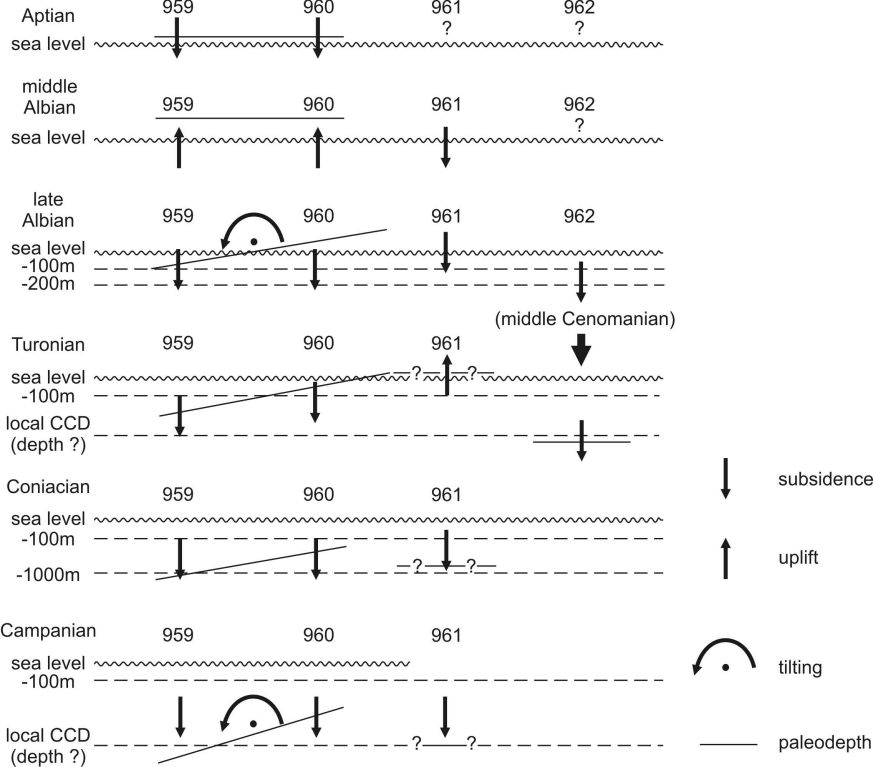 959 960 961 962
Aptian
? ?
sea level
middle
Albian
959 960 961 962
?
sea level
late
Albian
959 960 961 962
sea level
-100m
-200m
(middle Cenomanian)
Turonian
959 960 961
sea level
? ?
-100m
local CCD
(depth ?)
Coniacian
959 960 961
sea level
-100m
? ?
-1000m
Campanian
959 960 961
sea level
-100m
local CCD
(depth ?)
? ?
subsidence
uplift
tilting
paleodepth